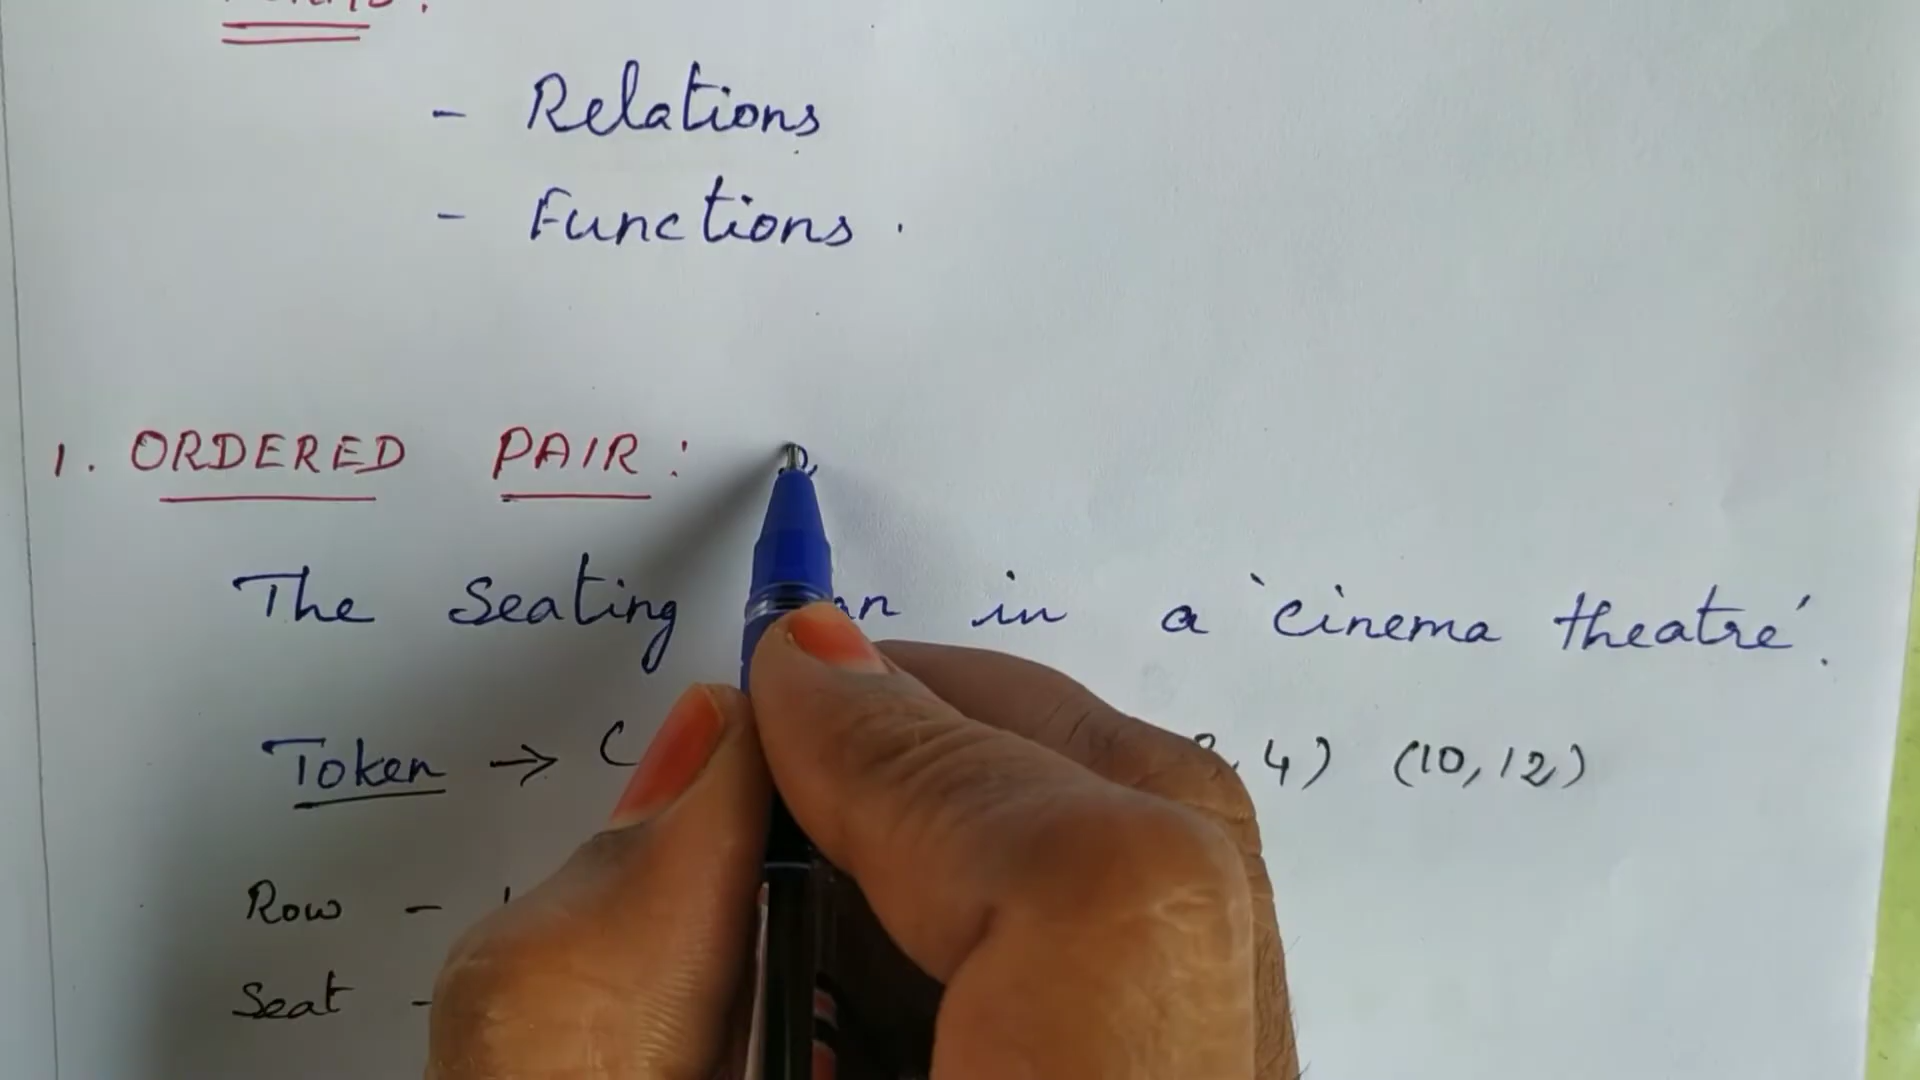 - Relations
- Functions.
1. ORDERED PAIR:
The Seating in a 'cinema theatre'.
Token → ( , 4) (10,12)
Row -
Seat -